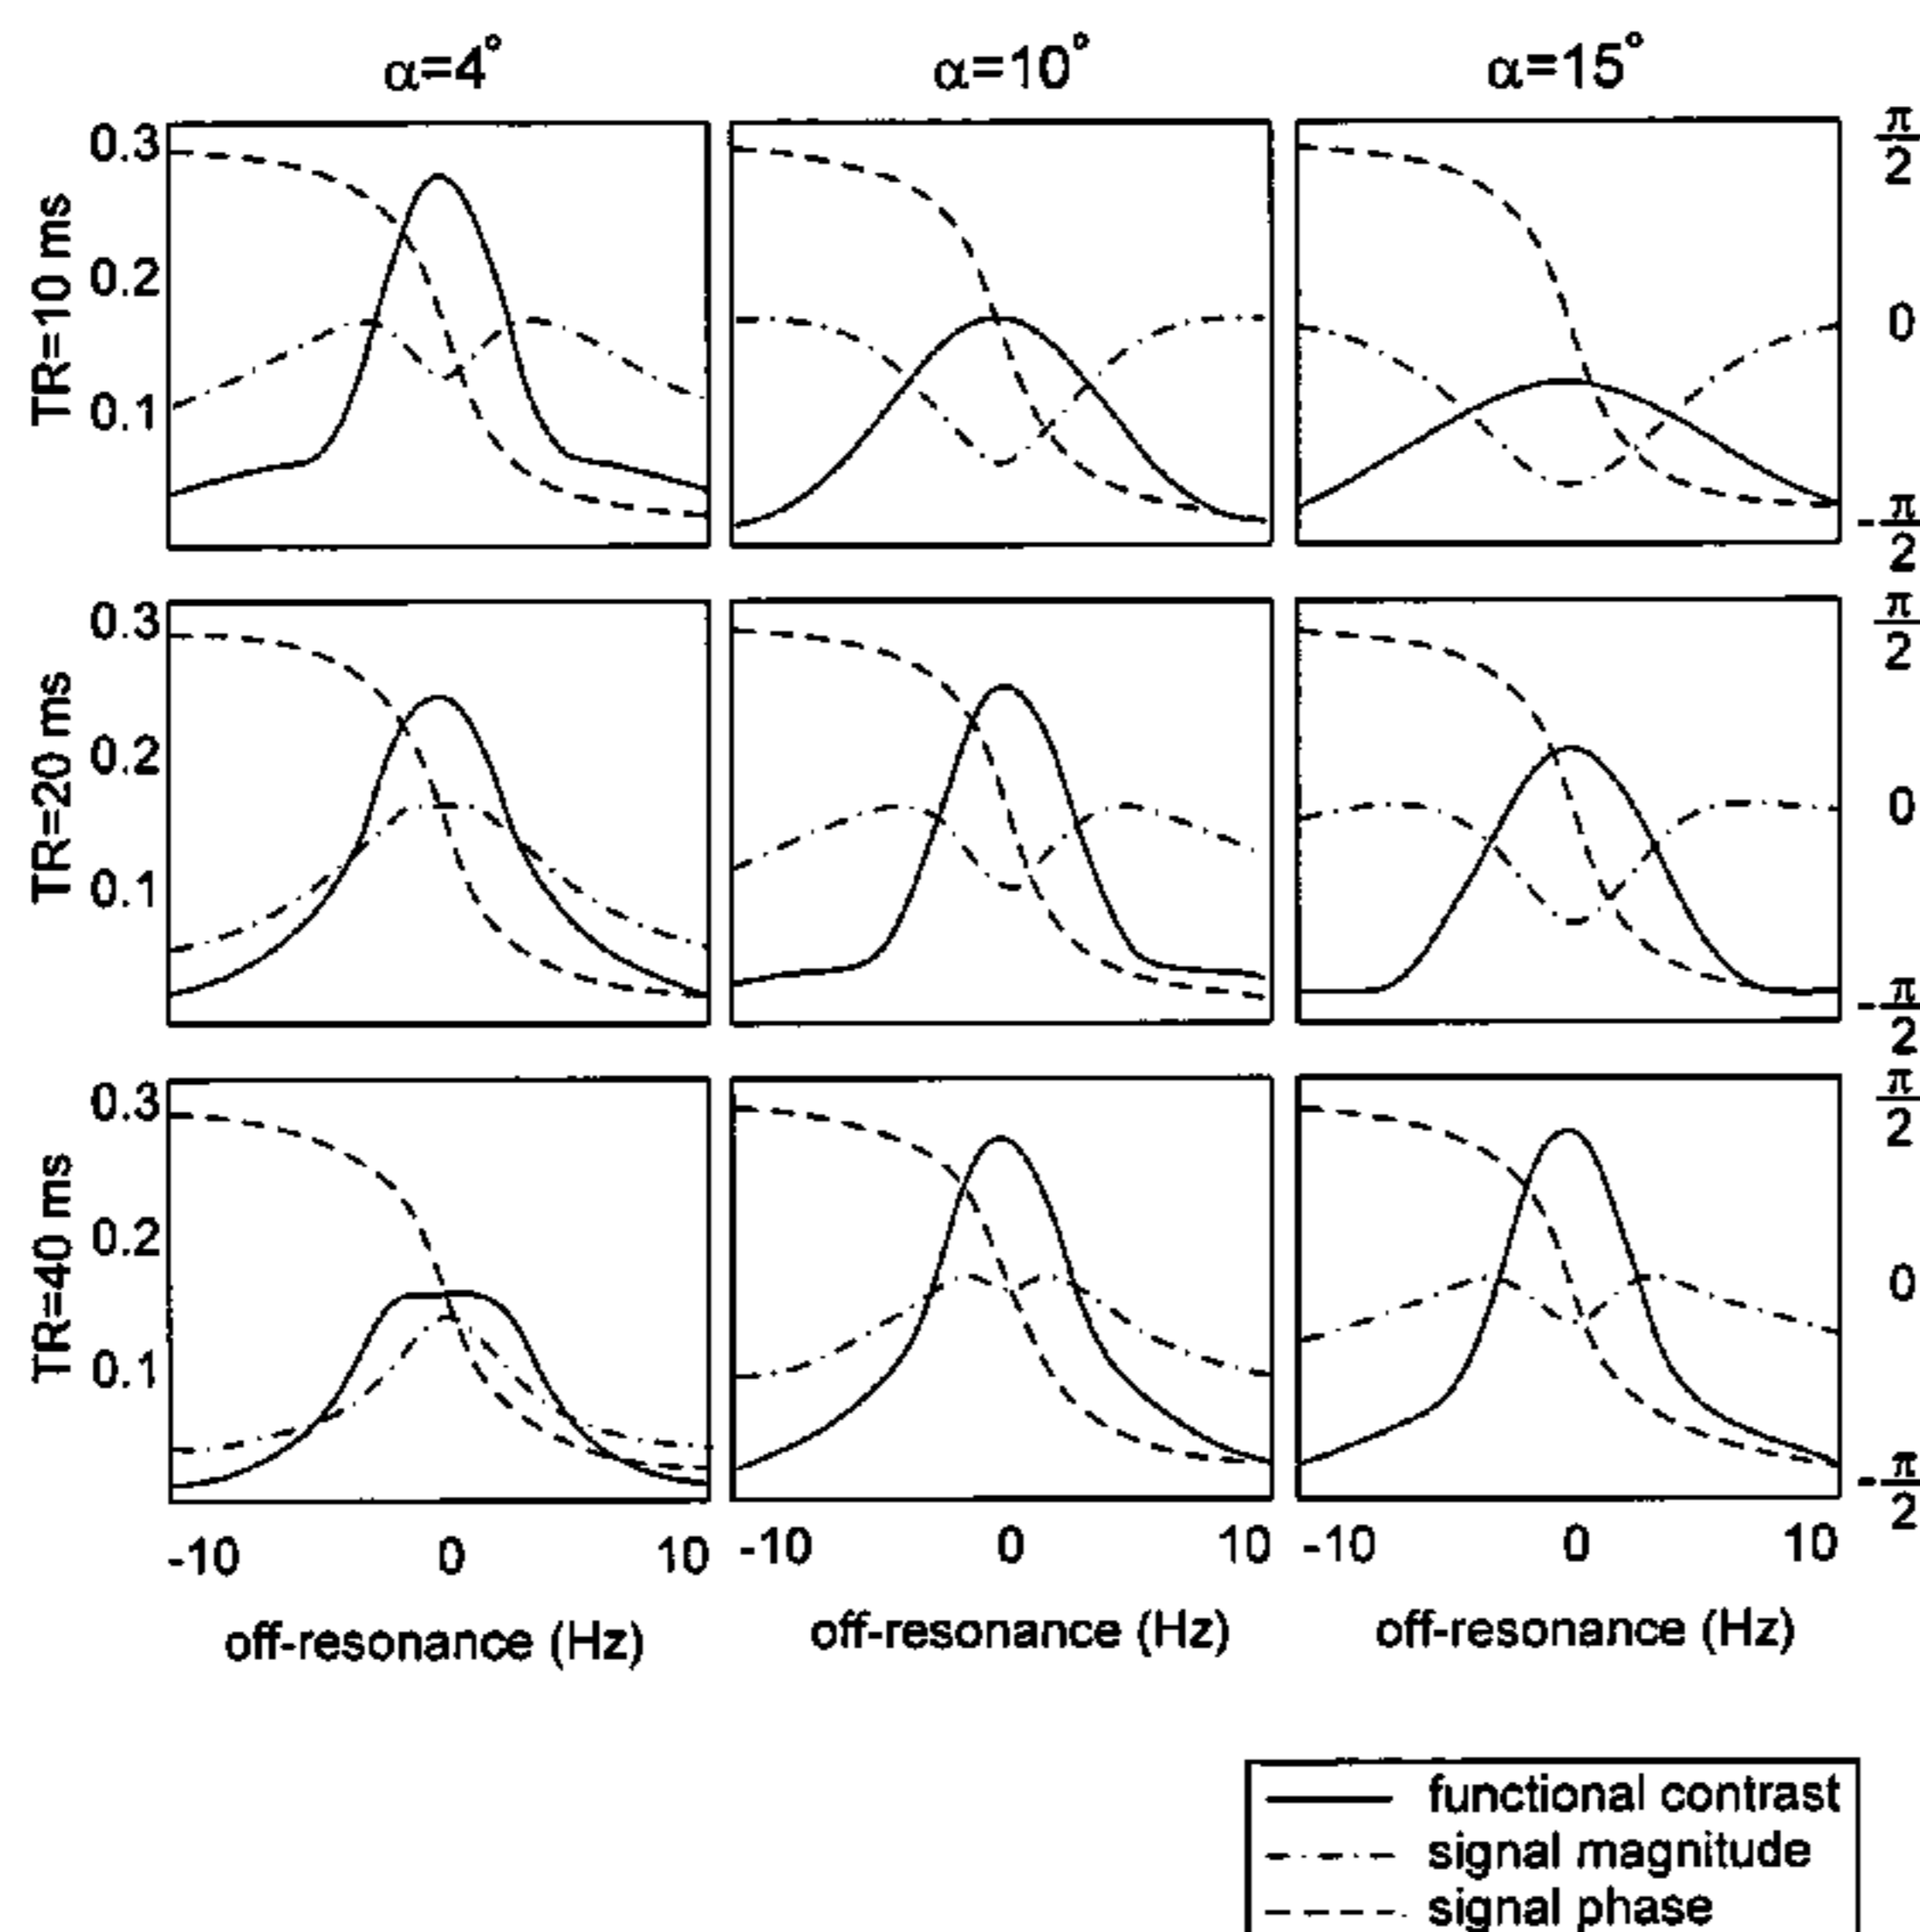 α=4° α=10° α=15°
TR=10 ms
0.3
0.2
0.1
π/2
0
-π/2
TR=20 ms
0.3
0.2
0.1
π/2
0
-π/2
TR=40 ms
0.3
0.2
0.1
π/2
0
-π/2
-10 0 10 -10 0 10 -10 0 10
off-resonance (Hz) off-resonance (Hz) off-resonance (Hz)
functional contrast
signal magnitude
signal phase